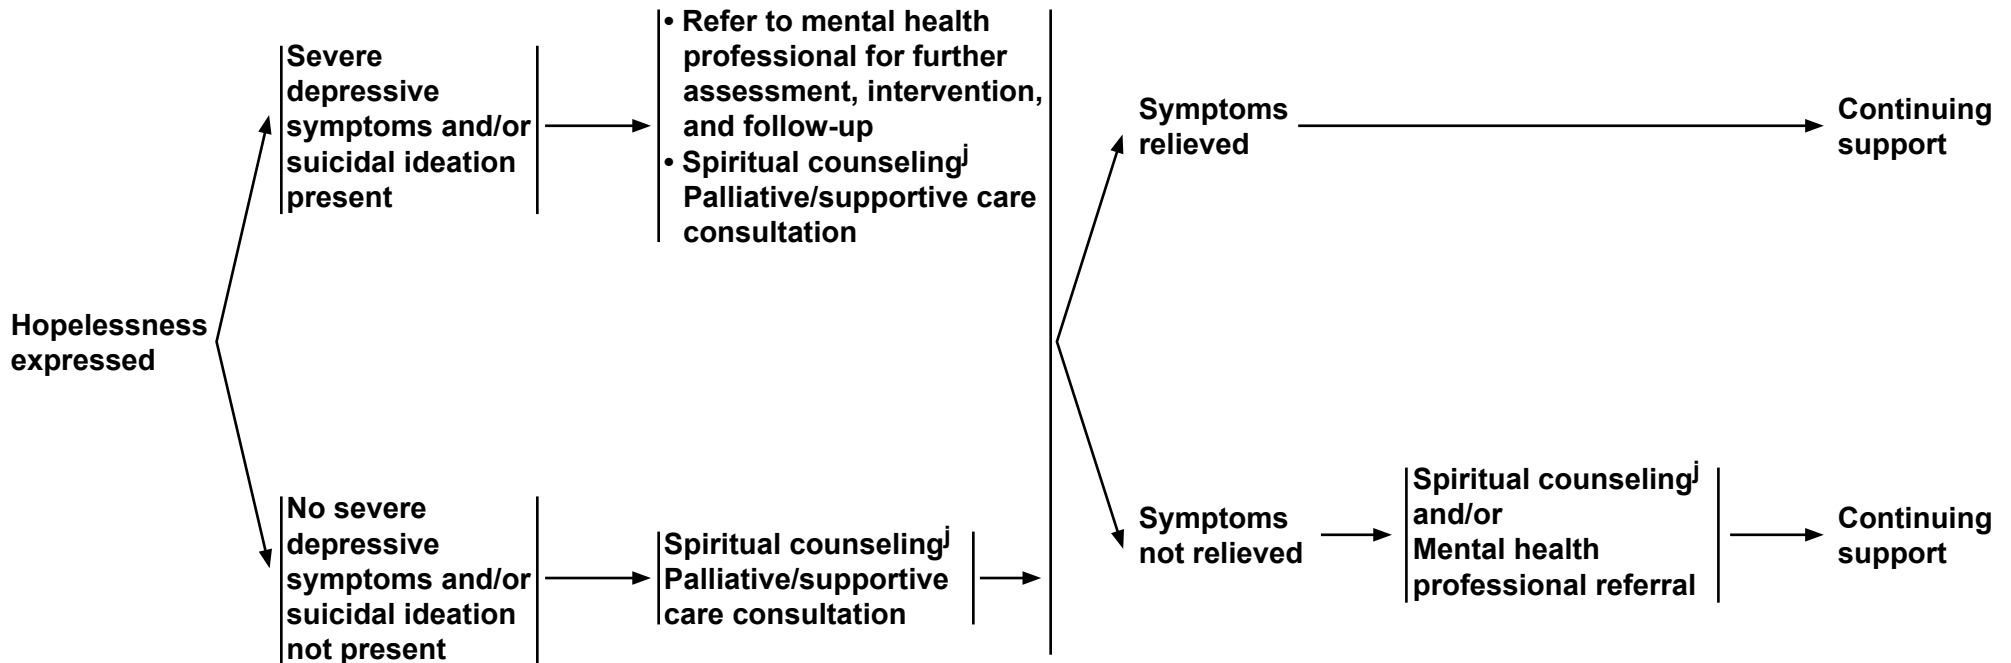 Hopelessness
expressed
Severe
depressive
symptoms and/or
suicidal ideation
present
• Refer to mental health
professional for further
assessment, intervention,
and follow-up
• Spiritual counselingj
Palliative/supportive care
consultation
No severe
depressive
symptoms and/or
suicidal ideation
not present
Spiritual counselingj
Palliative/supportive
care consultation
Symptoms
relieved
Continuing
support
Symptoms
not relieved
Spiritual counselingj
and/or
Mental health
professional referral
Continuing
support